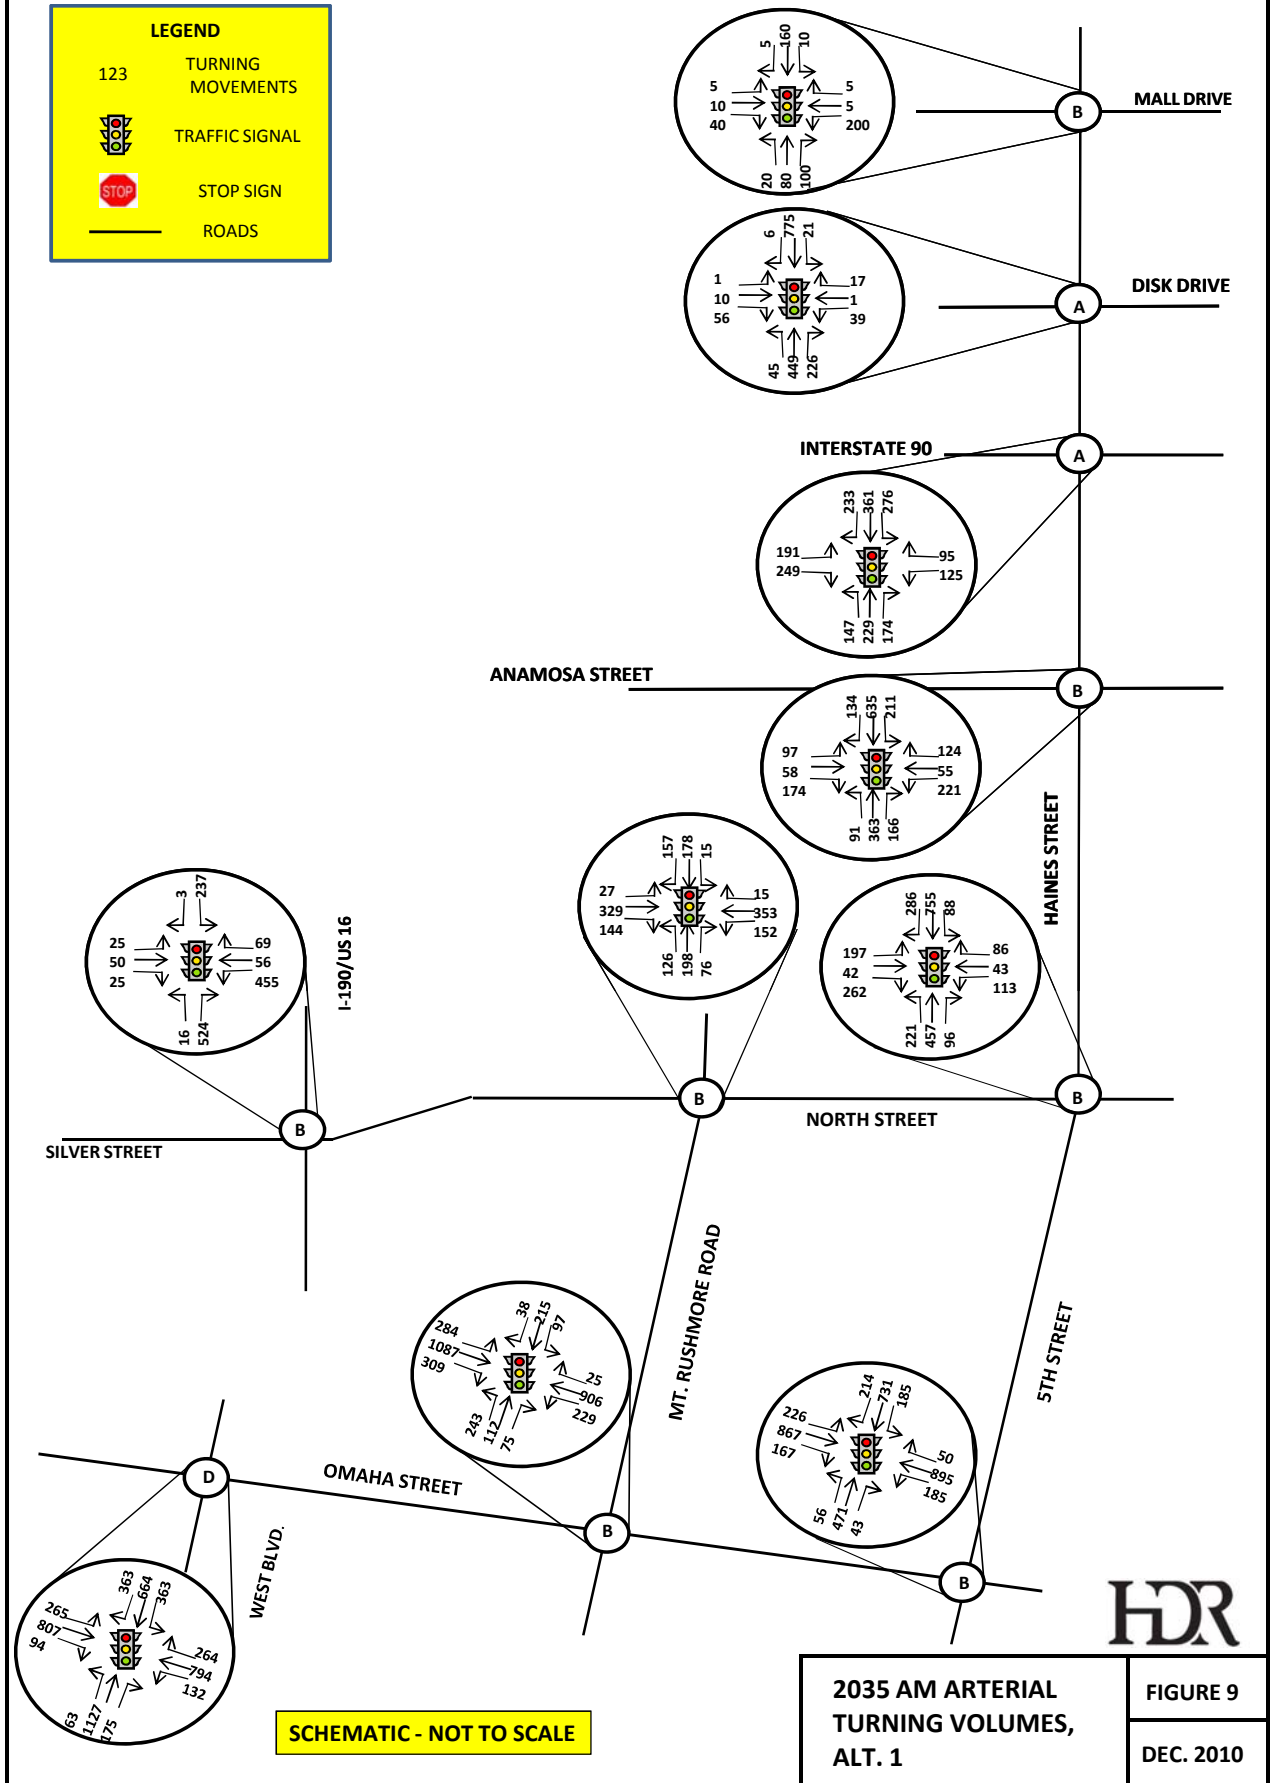 LEGEND
123 TURNING MOVEMENTS
TRAFFIC SIGNAL
STOP
STOP SIGN
ROADS
5 160 10
5 5
10 5
40 200
20 80 100
B
MALL DRIVE
6 775 21
1 17
10 1
56 39
45 449 226
DISK DRIVE
A
INTERSTATE 90
A
233 361 276
191 95
249 125
147 229 174
ANAMOSA STREET
B
134 635 211
97 124
58 55
174 221
91 363 166
HAINES STREET
157 178 15
27 15
329 353
144 152
126 198 76
286 755 88
197 86
42 43
262 113
221 457 96
3 237
25 69
50 56
25 455
16 524
I-190/US 16
B
B
B
NORTH STREET
SILVER STREET
MT. RUSHMORE ROAD
5TH STREET
38 215 97
284 25
1087 906
309 229
243 112 75
214 731 185
226 50
867 895
167 185
56 471 43
D
OMAHA STREET
B
B
WEST BLVD.
363 664 363
265 264
807 794
94 132
63 1127 175
SCHEMATIC - NOT TO SCALE
HDR
2035 AM ARTERIAL
TURNING VOLUMES,
ALT. 1
FIGURE 9
DEC. 2010